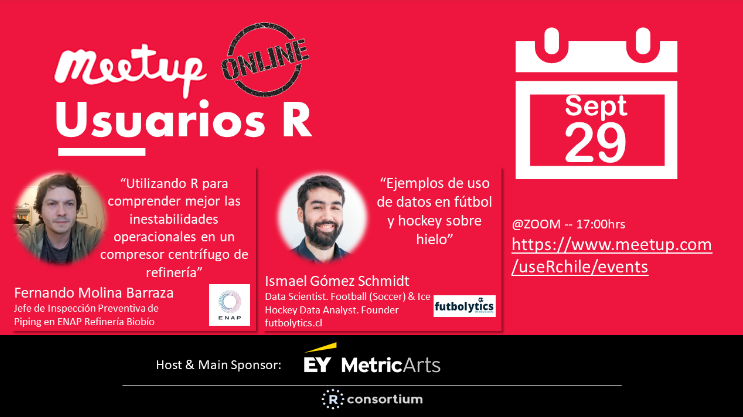 meetup
ONLINE
Usuarios R
Sept
29
“Utilizando R para
comprender mejor las
inestabilidades
operacionales en un
compresor centrífugo de
refinería”
Fernando Molina Barraza
Jefe de Inspección Preventiva de
Piping en ENAP Refinería Biobío
ENAP
“Ejemplos de uso
de datos en fútbol
y hockey sobre
hielo”
Ismael Gómez Schmidt
Data Scientist. Football (Soccer) & Ice
Hockey Data Analyst. Founder
futbolytics.cl
futbolytics
@ZOOM -- 17:00hrs
https://www.meetup.com
/useRchile/events
Host & Main Sponsor:
EY MetricArts
R consortium